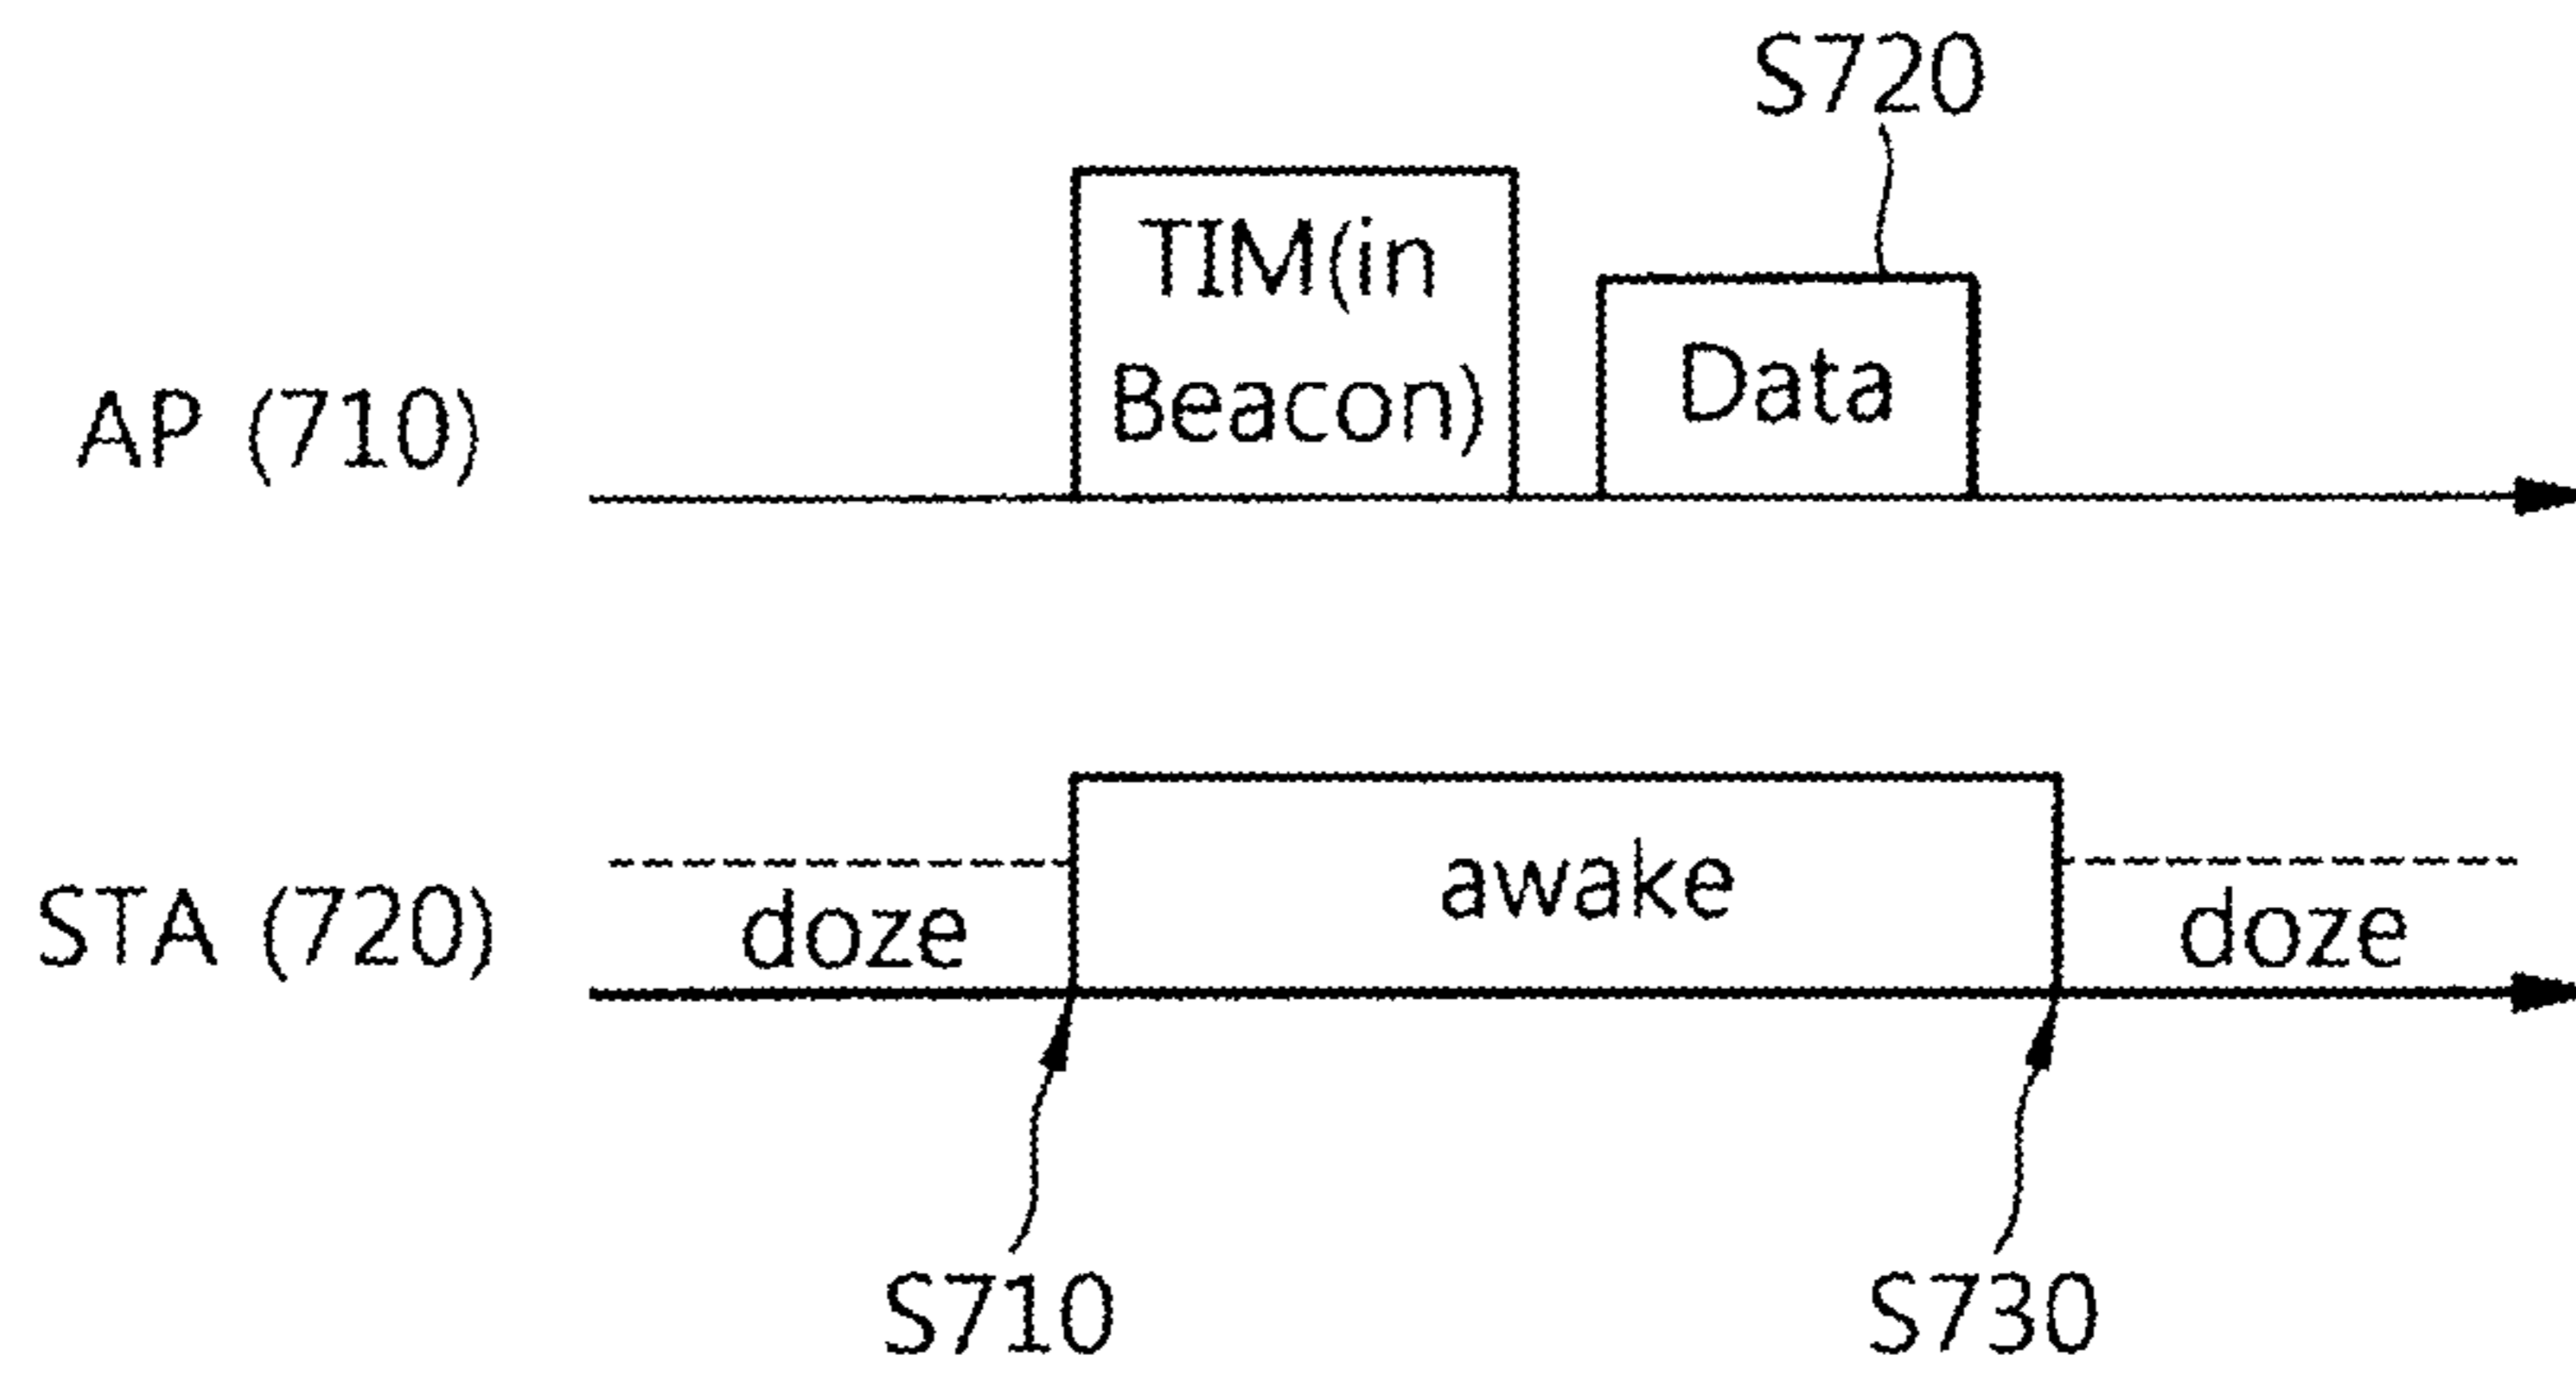 S720
TIM(in
Beacon)
Data
AP (710)
awake
doze
doze
STA (720)
S710
S730